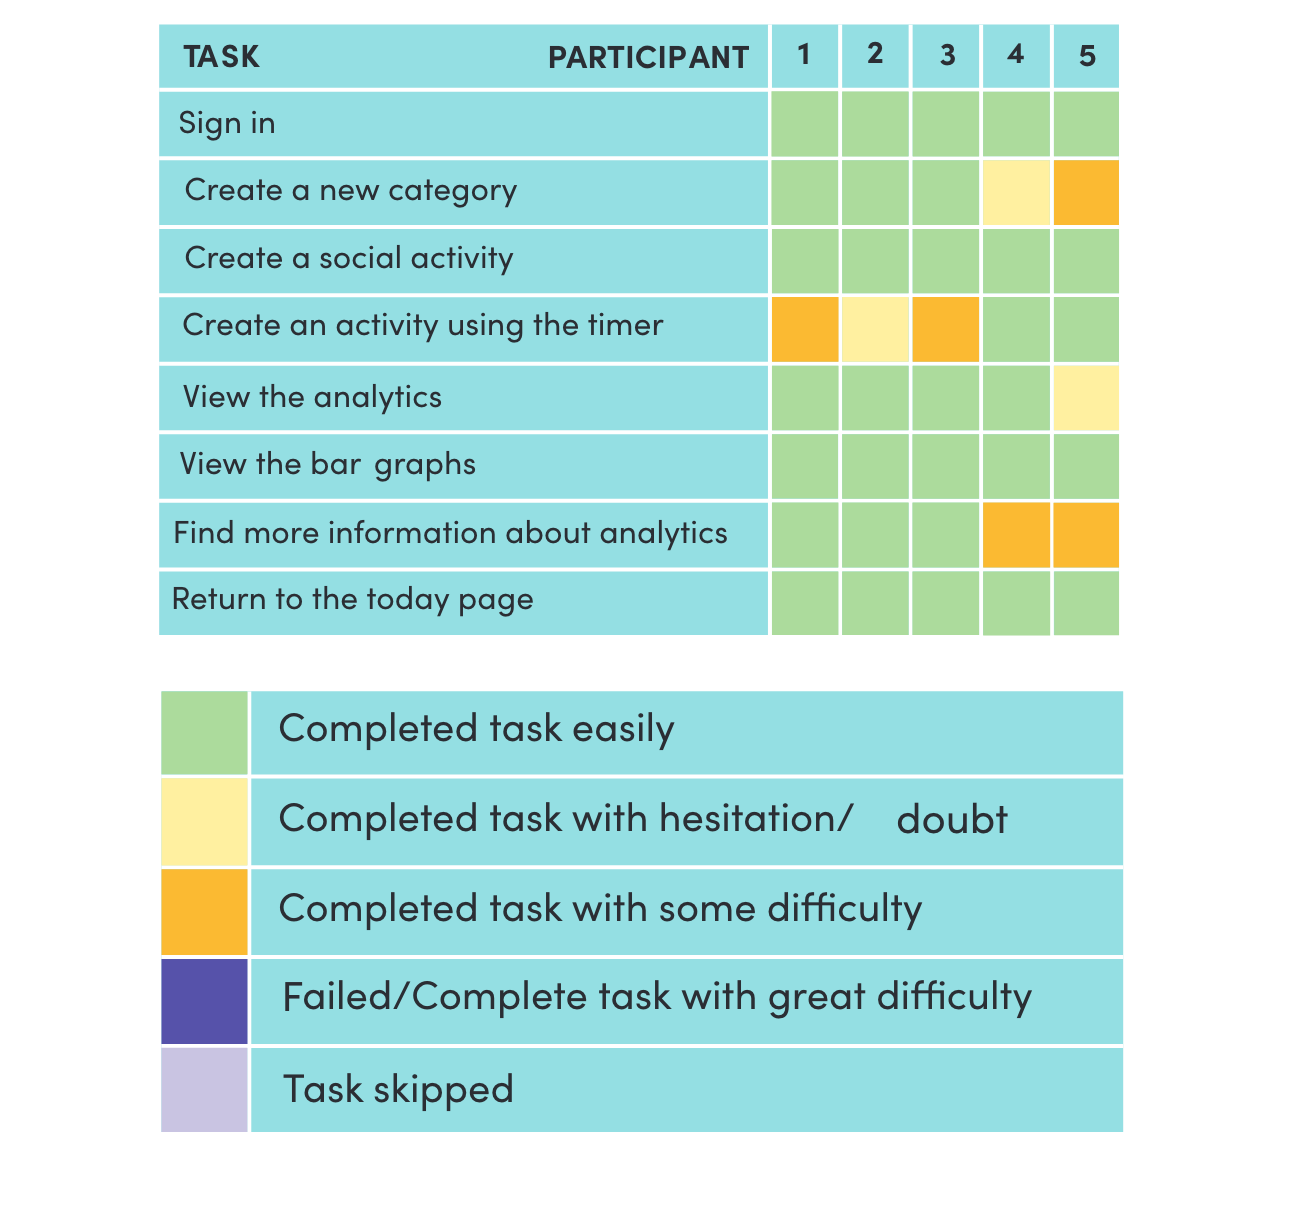 TASK PARTICIPANT 1 2 3 4 5
Sign in
Create a new category
Create a social activity
Create an activity using the timer
View the analytics
View the bar graphs
Find more information about analytics
Return to the today page
Completed task easily
Completed task with hesitation/ doubt
Completed task with some difficulty
Failed/Complete task with great difficulty
Task skipped